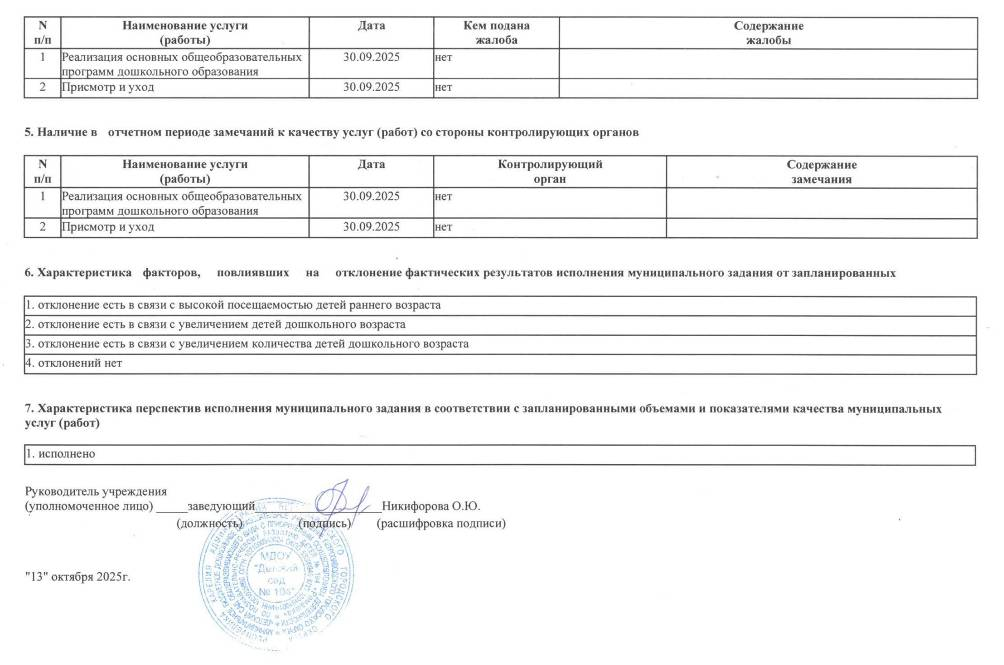 N Наименование услуги Дата Кем подана Содержание
п/п (работы) жалоба жалобы
1 Реализация основных общеобразовательных 30.09.2025 нет
программ дошкольного образования
2 Присмотр и уход 30.09.2025 нет
5. Наличие в отчетном периоде замечаний к качеству услуг (работ) со стороны контролирующих органов
N Наименование услуги Дата Контролирующий Содержание
п/п (работы) орган замечания
1 Реализация основных общеобразовательных 30.09.2025 нет
программ дошкольного образования
2 Присмотр и уход 30.09.2025 нет
6. Характеристика факторов, повлиявших на отклонение фактических результатов исполнения муниципального задания от запланированных
1. отклонение есть в связи с высокой посещаемостью детей раннего возраста
2. отклонение есть в связи с увеличением детей дошкольного возраста
3. отклонение есть в связи с увеличением количества детей дошкольного возраста
4. отклонений нет
7. Характеристика перспектив исполнения муниципального задания в соответствии с запланированными объемами и показателями качества муниципальных
услуг (работ)
1. исполнено
Руководитель учреждения
(уполномоченное лицо) _____заведующий____________________Никифорова О.Ю.
(должность) (подпись) (расшифровка подписи)
"13" октября 2025г.
МДОУ
"Детский
сад
№ 104"